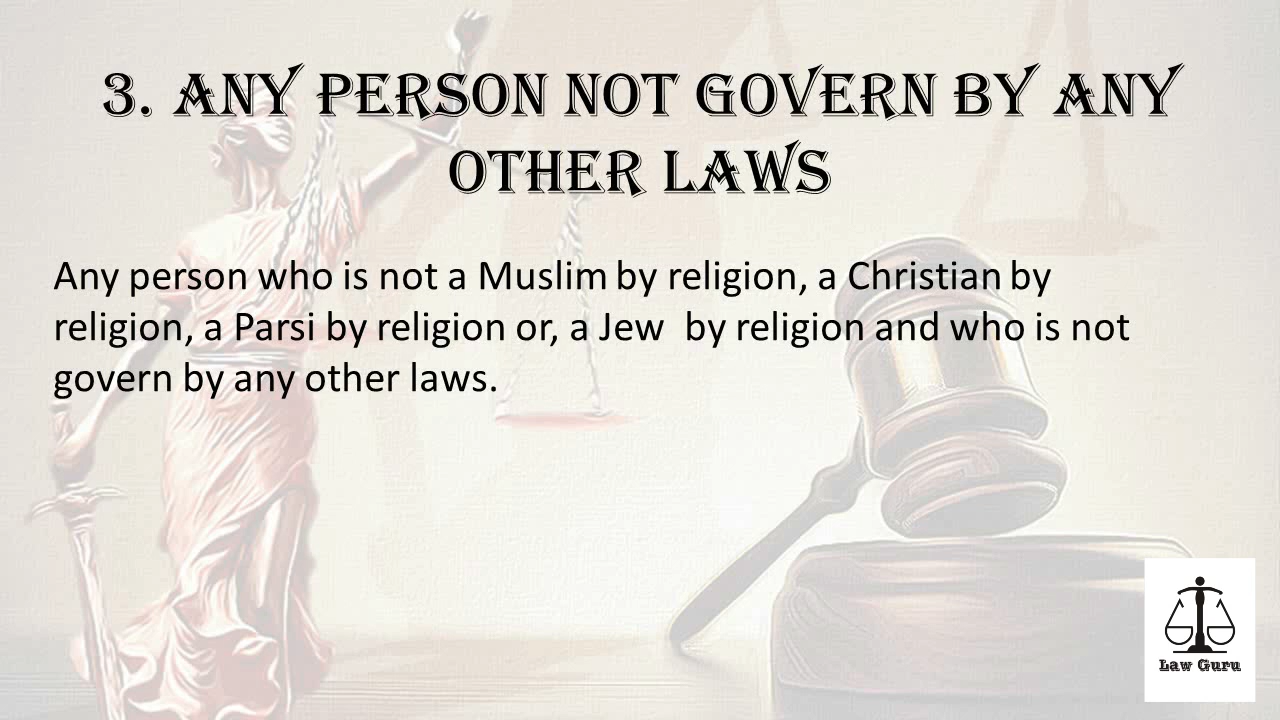 3. ANY PERSON NOT GOVERN BY ANY
OTHER LAWS
Any person who is not a Muslim by religion, a Christian by
religion, a Parsi by religion or, a Jew  by religion and who is not
govern by any other laws.
Law Guru